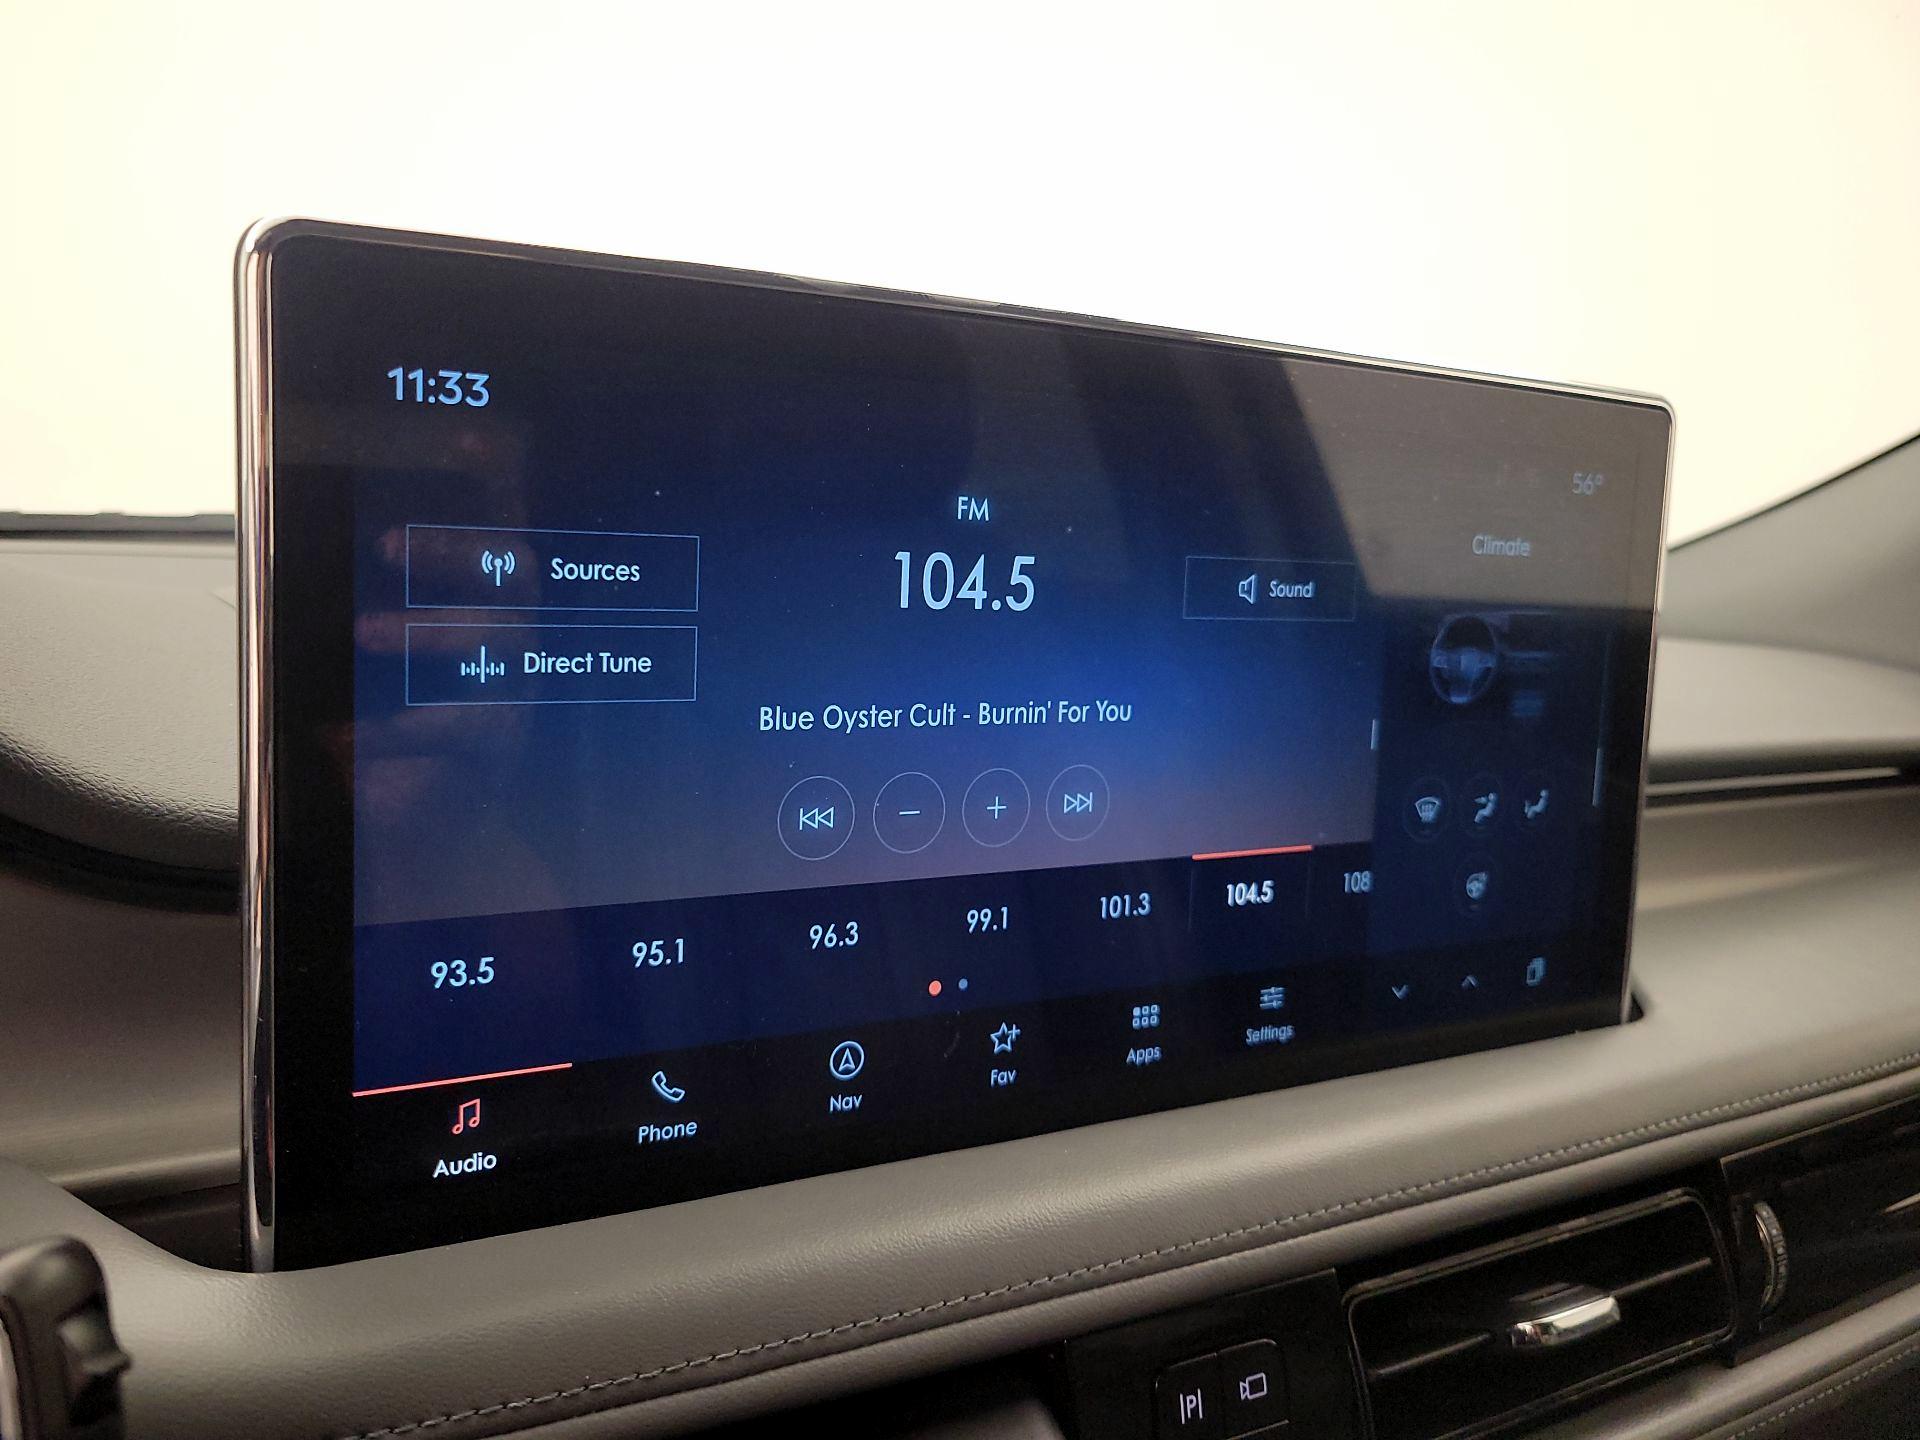 11:33
56°
FM
Climate
Sources
104.5
Sound
Direct Tune
Blue Oyster Cult - Burnin' For You
93.5
95.1
96.3
99.1
101.3
104.5
108
Audio
Phone
Nav
Fav
Apps
Settings
|P|